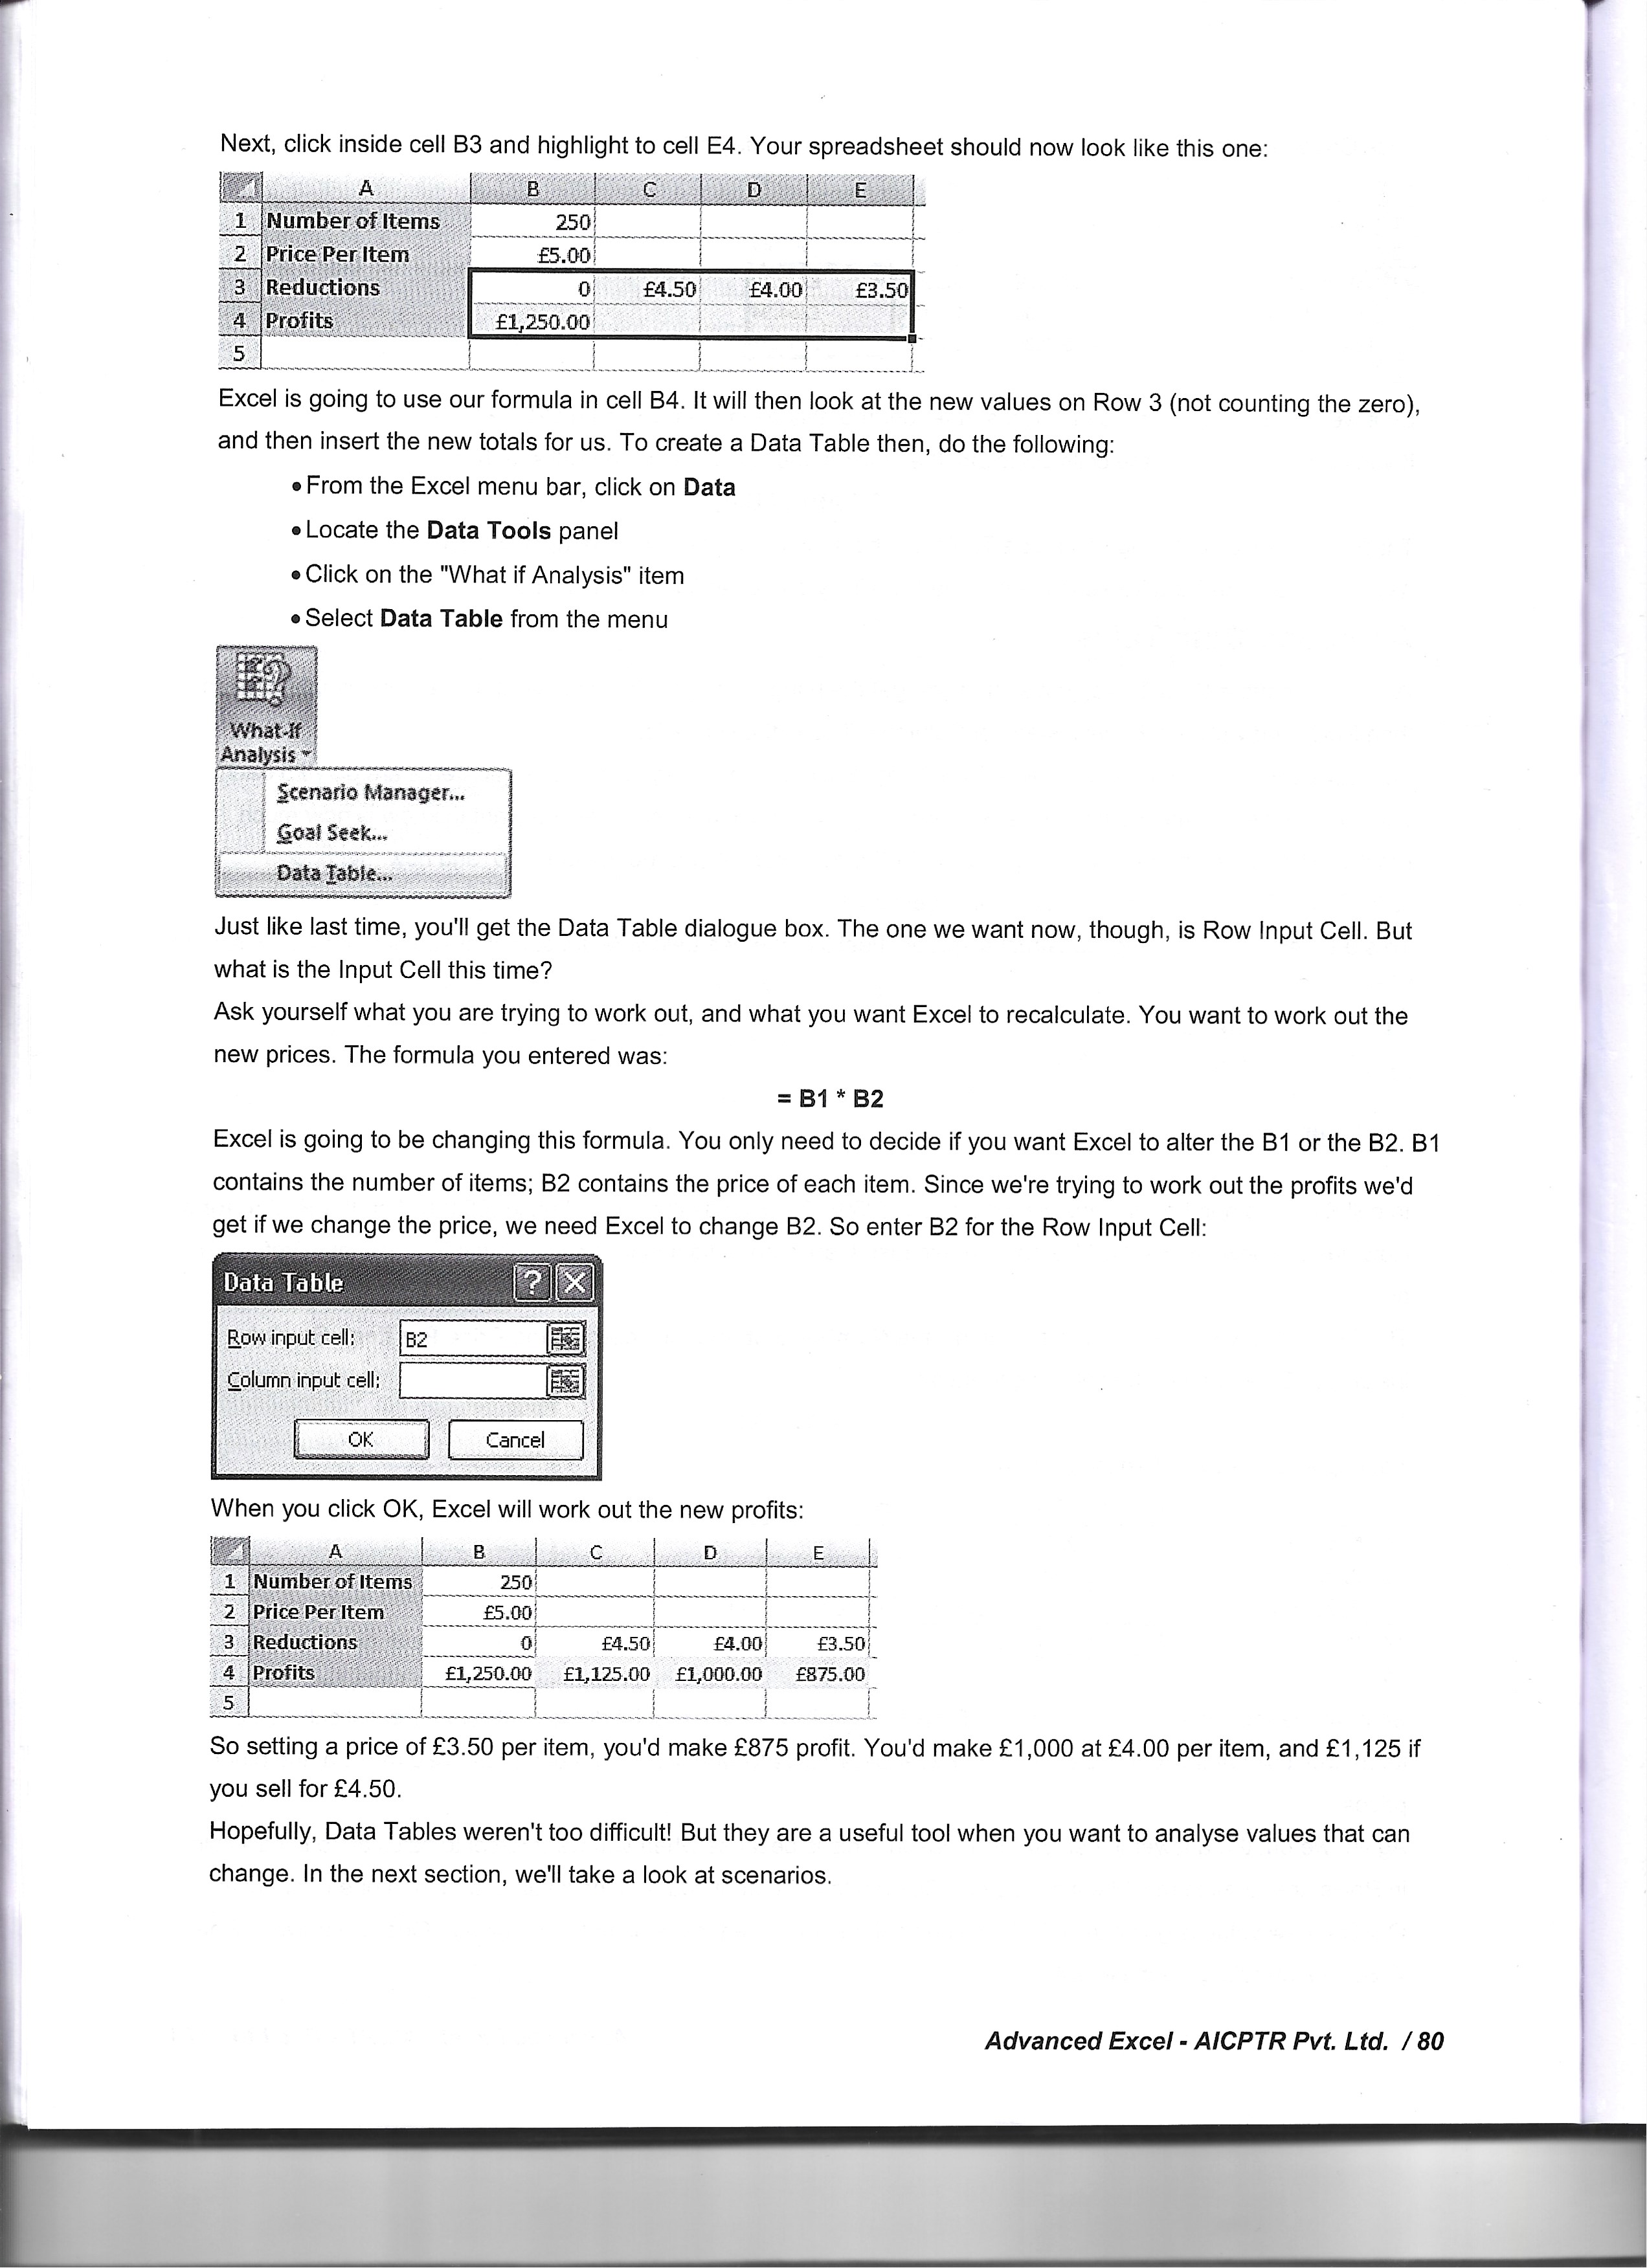 Next, click inside cell B3 and highlight to cell E4. Your spreadsheet should now look like this one:
A B C D E
1 Number of Items 250
2 Price Per Item £5.00
3 Reductions 0 £4.50 £4.00 £3.50
4 Profits £1,250.00
5
Excel is going to use our formula in cell B4. It will then look at the new values on Row 3 (not counting the zero),
and then insert the new totals for us. To create a Data Table then, do the following:
• From the Excel menu bar, click on Data
• Locate the Data Tools panel
• Click on the "What if Analysis" item
• Select Data Table from the menu
What-If
Analysis
Scenario Manager...
Goal Seek...
Data Table...
Just like last time, you'll get the Data Table dialogue box. The one we want now, though, is Row Input Cell. But
what is the Input Cell this time?
Ask yourself what you are trying to work out, and what you want Excel to recalculate. You want to work out the
new prices. The formula you entered was:
= B1 * B2
Excel is going to be changing this formula. You only need to decide if you want Excel to alter the B1 or the B2. B1
contains the number of items; B2 contains the price of each item. Since we're trying to work out the profits we'd
get if we change the price, we need Excel to change B2. So enter B2 for the Row Input Cell:
Data Table ? X
Row input cell: B2
Column input cell:
OK Cancel
When you click OK, Excel will work out the new profits:
A B C D E
1 Number of Items 250
2 Price Per Item £5.00
3 Reductions 0 £4.50 £4.00 £3.50
4 Profits £1,250.00 £1,125.00 £1,000.00 £875.00
5
So setting a price of £3.50 per item, you'd make £875 profit. You'd make £1,000 at £4.00 per item, and £1,125 if
you sell for £4.50.
Hopefully, Data Tables weren't too difficult! But they are a useful tool when you want to analyse values that can
change. In the next section, we'll take a look at scenarios.
Advanced Excel - AICPTR Pvt. Ltd. / 80